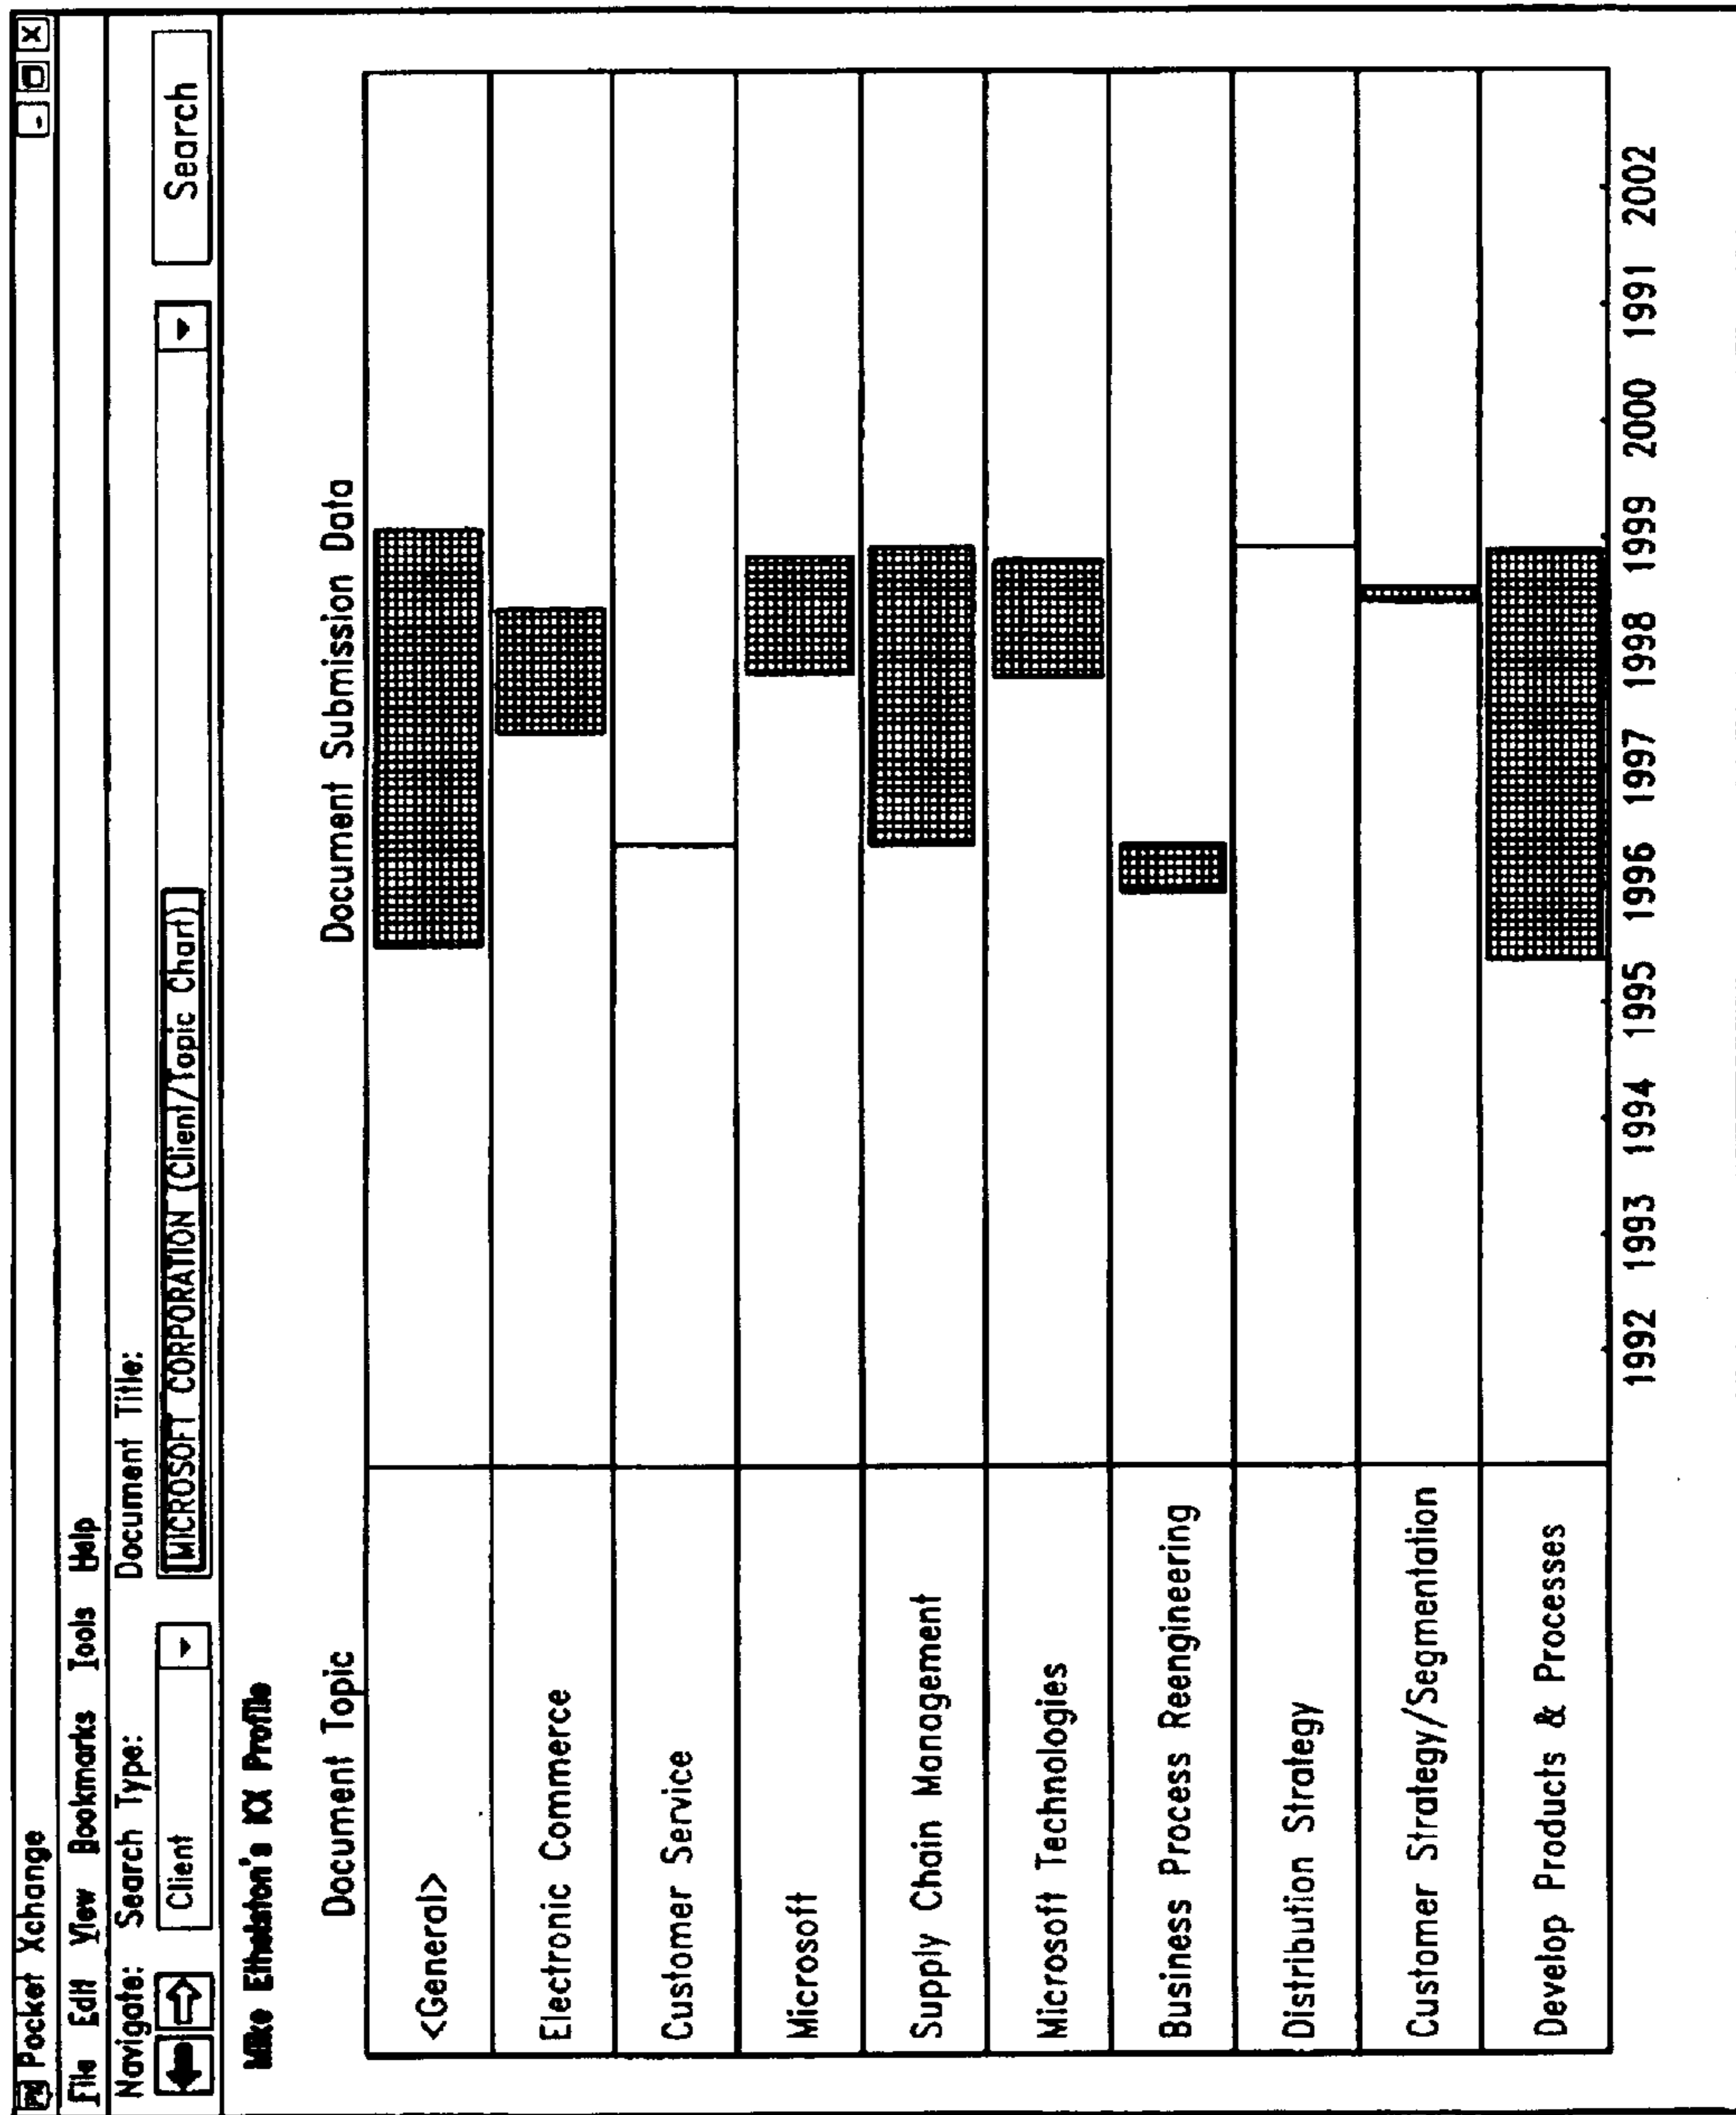 Pocket Xchange
File Edit View Bookmarks Tools Help
Navigate: Search Type: Document Title:
Client MICROSOFT CORPORATION (Client/Topic Chart) Search
Mike Elheiston's KX Profile
Document Topic Document Submission Data
<General>
Electronic Commerce
Customer Service
Microsoft
Supply Chain Management
Microsoft Technologies
Business Process Reengineering
Distribution Strategy
Customer Strategy/Segmentation
Develop Products & Processes
1992 1993 1994 1995 1996 1997 1998 1999 2000 1991 2002